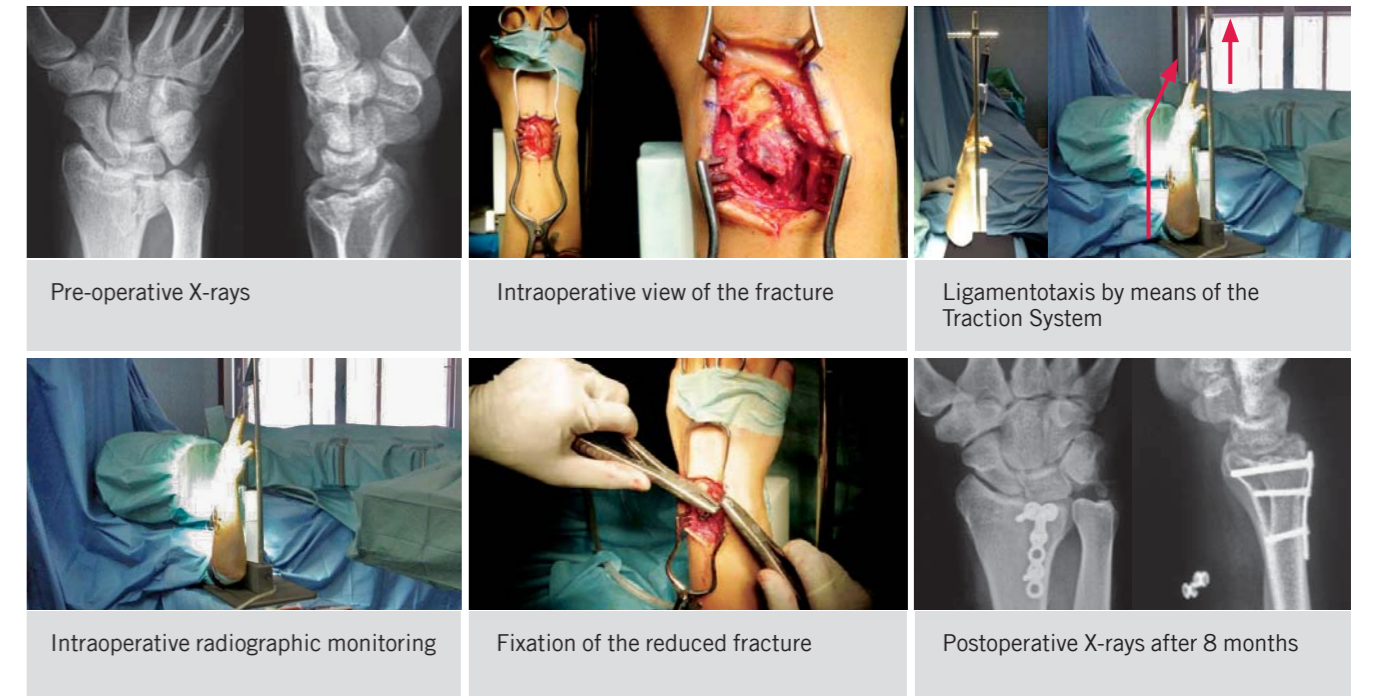 Pre-operative X-rays
Intraoperative view of the fracture
Ligamentotaxis by means of the
Traction System
Intraoperative radiographic monitoring
Fixation of the reduced fracture
Postoperative X-rays after 8 months